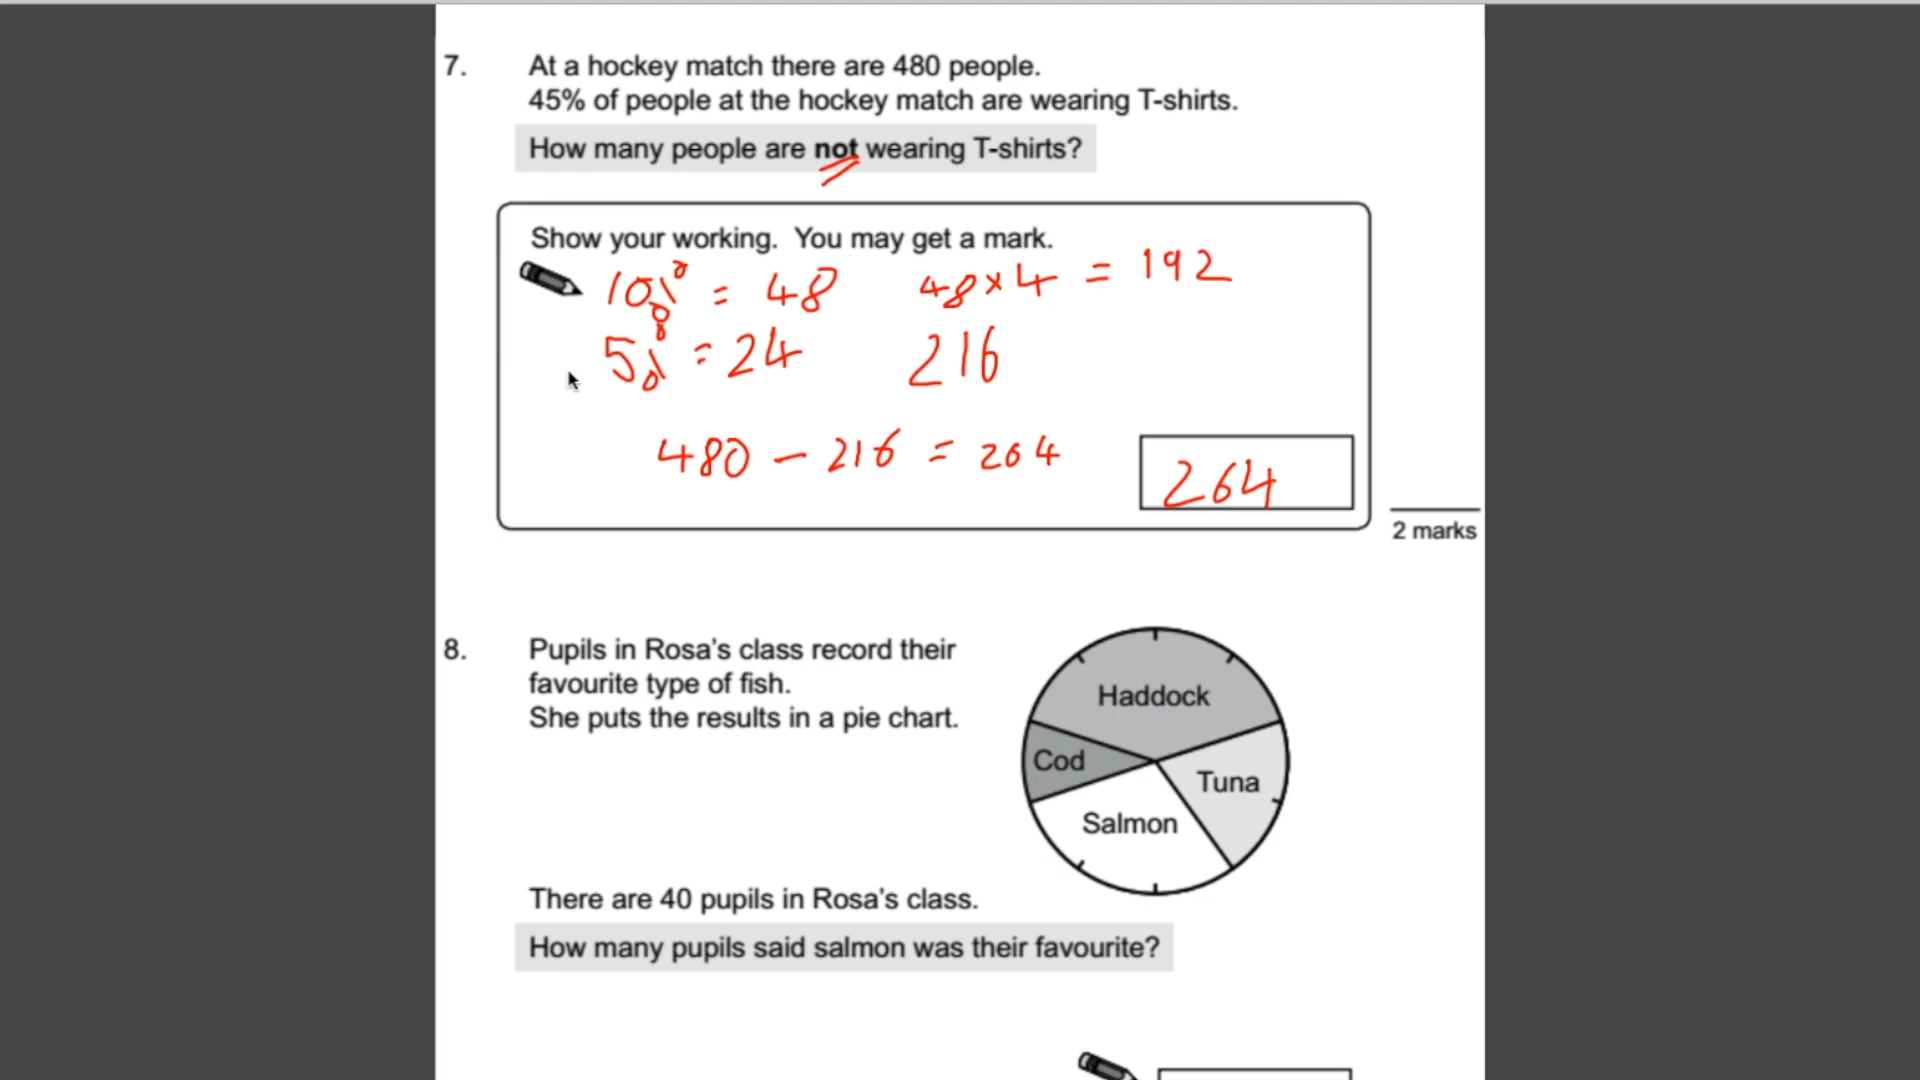 7. At a hockey match there are 480 people.
45% of people at the hockey match are wearing T-shirts.
How many people are not wearing T-shirts?
Show your working. You may get a mark.
10% = 48 48 × 4 = 192
5% = 24 216
480 - 216 = 264
264
2 marks
8. Pupils in Rosa's class record their
favourite type of fish.
She puts the results in a pie chart.
Haddock
Cod
Tuna
Salmon
There are 40 pupils in Rosa's class.
How many pupils said salmon was their favourite?